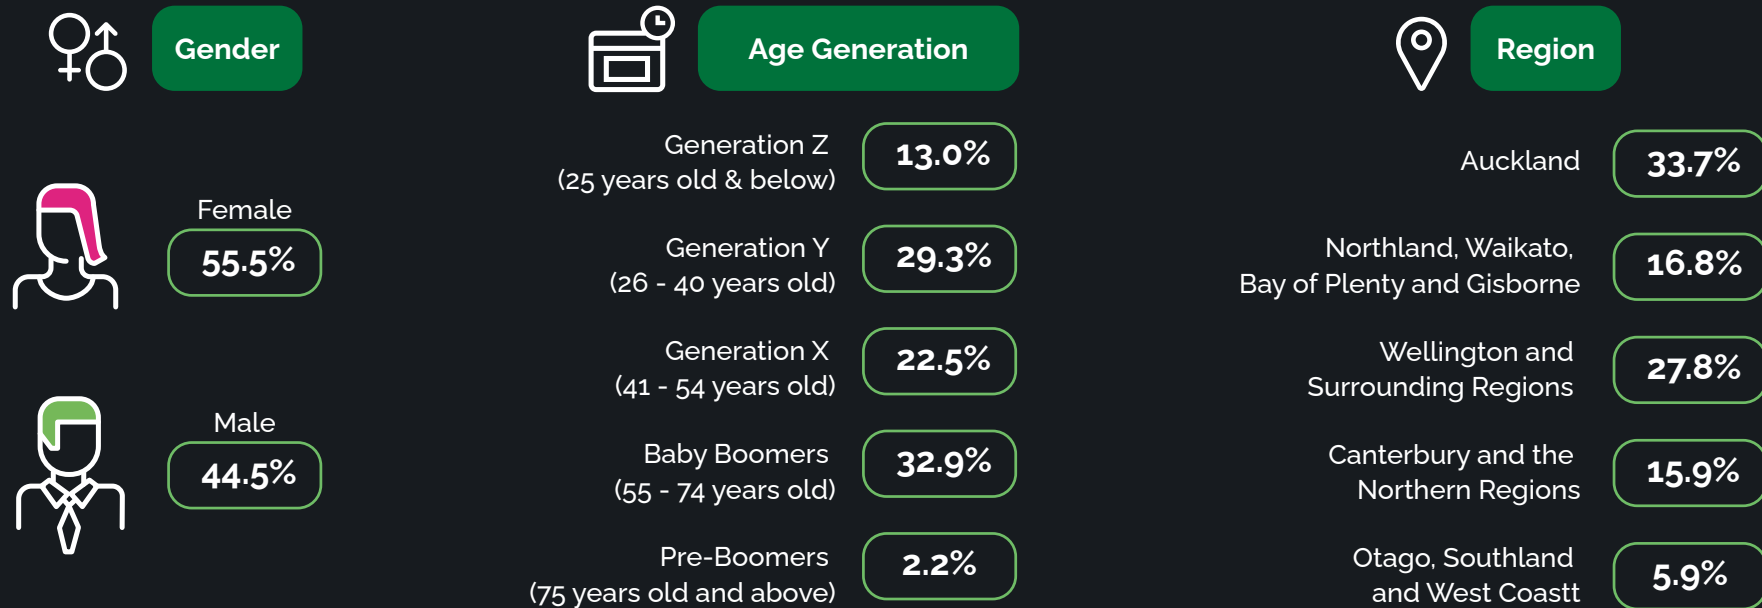 Gender
Female
55.5%
Male
44.5%
Age Generation
Generation Z
(25 years old & below)
13.0%
Generation Y
(26 - 40 years old)
29.3%
Generation X
(41 - 54 years old)
22.5%
Baby Boomers
(55 - 74 years old)
32.9%
Pre-Boomers
(75 years old and above)
2.2%
Region
Auckland
33.7%
Northland, Waikato,
Bay of Plenty and Gisborne
16.8%
Wellington and
Surrounding Regions
27.8%
Canterbury and the
Northern Regions
15.9%
Otago, Southland
and West Coastt
5.9%